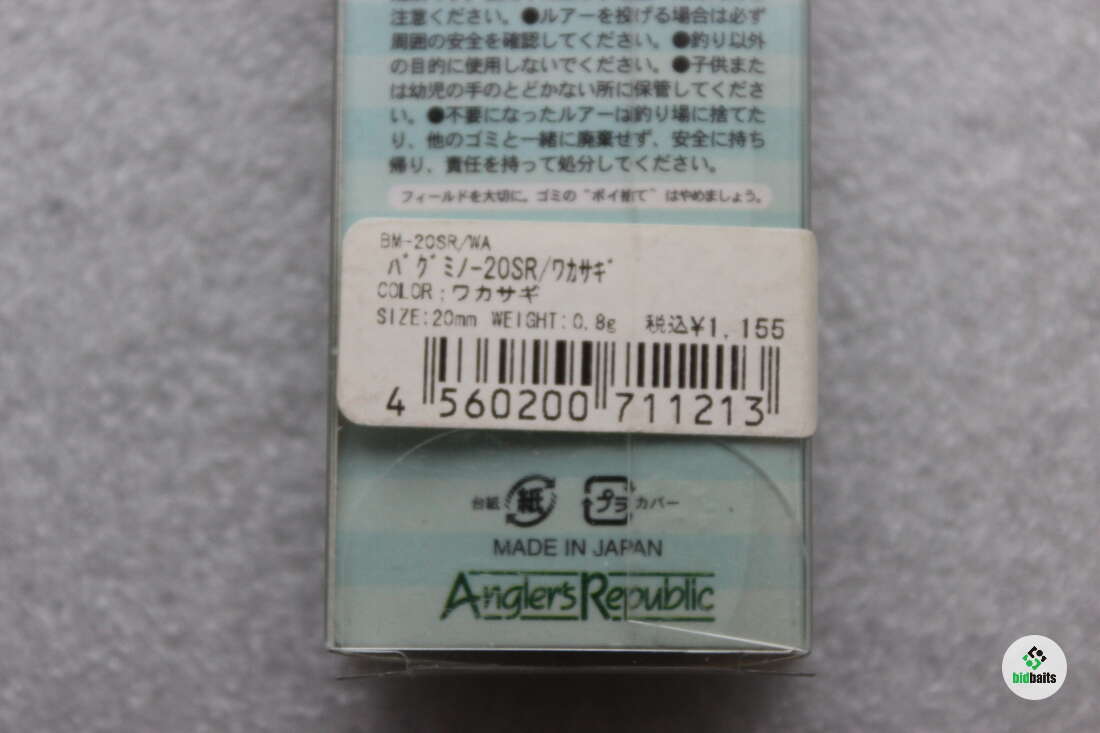 注意ください。●ルアーを投げる場合は必ず
周囲の安全を確認してください。●釣り以外
の目的に使用しないでください。●子供また
は幼児の手のとどかない所に保管してくださ
い。●不要になったルアーは釣り場に捨てた
り、他のゴミと一緒に廃棄せず、安全に持ち
帰り、責任を持って処分してください。
フィールドを大切に。ゴミの "ポイ捨て" はやめましょう。
BM-20SR/WA
ﾊﾞｸﾞﾐﾉｰ20SR/ﾜｶｻｷﾞ
COLOR:ワカサギ
SIZE:20mm WEIGHT:0.8g 税込¥1,155
4 560200 711213
台紙 紙 プラ カバー
MADE IN JAPAN
Angler's Republic
bidbaits